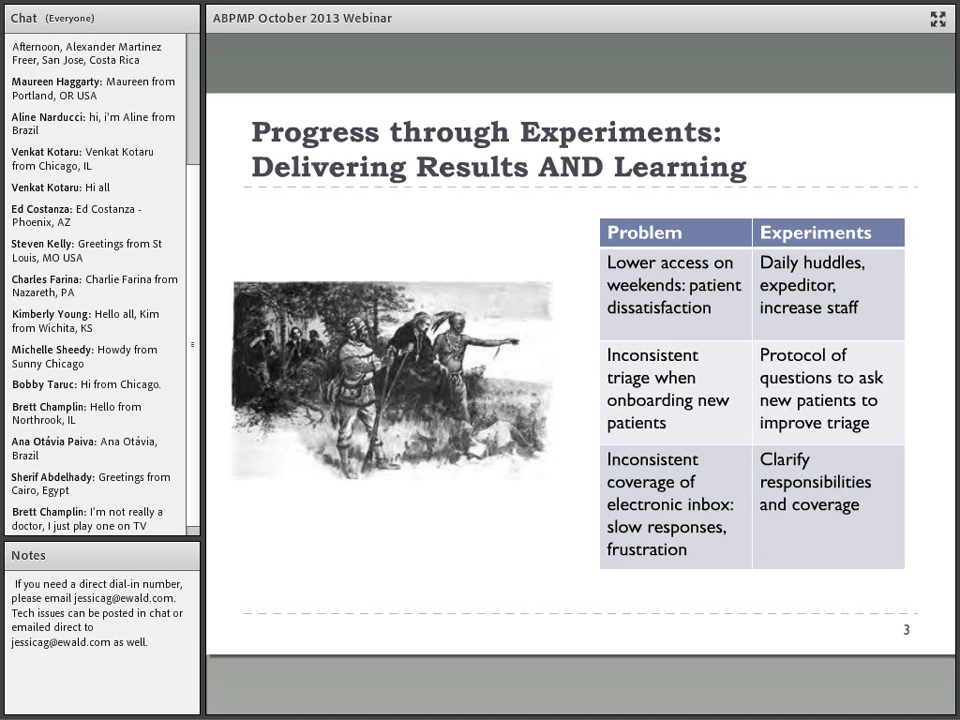 Chat (Everyone)
Afternoon, Alexander Martinez
Freer, San Jose, Costa Rica
Maureen Haggarty: Maureen from
Portland, OR USA
Aline Narducci: hi, i'm Aline from
Brazil
Venkat Kotaru: Venkat Kotaru
from Chicago, IL
Venkat Kotaru: Hi all
Ed Costanza: Ed Costanza -
Phoenix, AZ
Steven Kelly: Greetings from St
Louis, MO USA
Charles Farina: Charlie Farina from
Nazareth, PA
Kimberly Young: Hello all, Kim
from Wichita, KS
Michelle Sheedy: Howdy from
Sunny Chicago
Bobby Taruc: Hi from Chicago.
Brett Champlin: Hello from
Northrook, IL
Ana Otávia Paiva: Ana Otávia,
Brazil
Sherif Abdelhady: Greetings from
Cairo, Egypt
Brett Champlin: I'm not really a
doctor, I just play one on TV
Notes
If you need a direct dial-in number,
please email jessicag@ewald.com.
Tech issues can be posted in chat or
emailed direct to
jessicag@ewald.com as well.
ABPMP October 2013 Webinar
Progress through Experiments:
Delivering Results AND Learning
Problem
Experiments
Lower access on
weekends: patient
dissatisfaction
Daily huddles,
expeditor,
increase staff
Inconsistent
triage when
onboarding new
patients
Protocol of
questions to ask
new patients to
improve triage
Inconsistent
coverage of
electronic inbox:
slow responses,
frustration
Clarify
responsibilities
and coverage
3